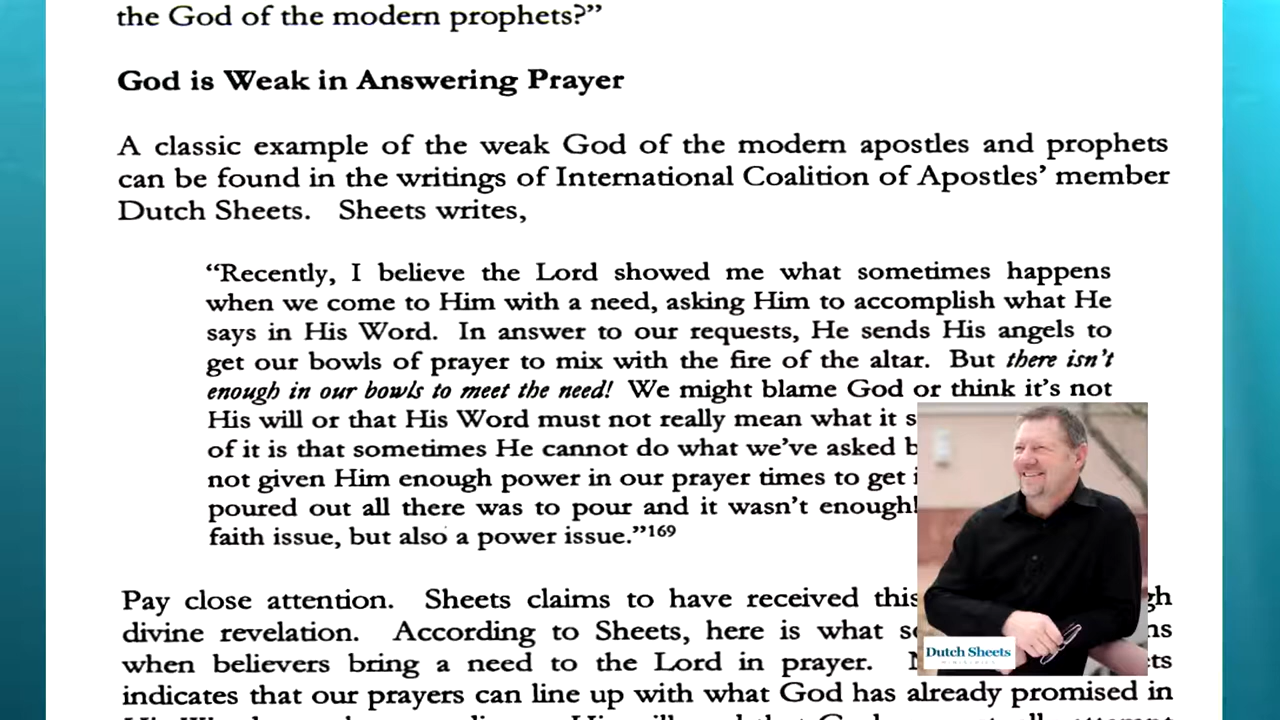 the God of the modern prophets?”
God is Weak in Answering Prayer
A classic example of the weak God of the modern apostles and prophets
can be found in the writings of International Coalition of Apostles’ member
Dutch Sheets. Sheets writes,
“Recently, I believe the Lord showed me what sometimes happens
when we come to Him with a need, asking Him to accomplish what He
says in His Word. In answer to our requests, He sends His angels to
get our bowls of prayer to mix with the fire of the altar. But there isn’t
enough in our bowls to meet the need! We might blame God or think it’s not
His will or that His Word must not really mean what it
of it is that sometimes He cannot do what we’ve asked
not given Him enough power in our prayer times to get
poured out all there was to pour and it wasn’t enough!
faith issue, but also a power issue.”169
Pay close attention. Sheets claims to have received this
divine revelation. According to Sheets, here is what
when believers bring a need to the Lord in prayer.
indicates that our prayers can line up with what God has already promised in
Dutch Sheets
MINISTRIES